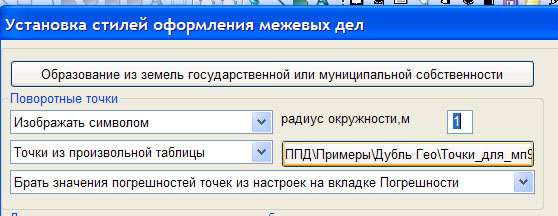 Установка стилей оформления межевых дел
Образование из земель государственной или муниципальной собственности
Поворотные точки
Изображать символом радиус окружности,м 1
Точки из произвольной таблицы ППД\Примеры\Дубль Гео\Точки_для_мп9
Брать значения погрешностей точек из настроек на вкладке Погрешности